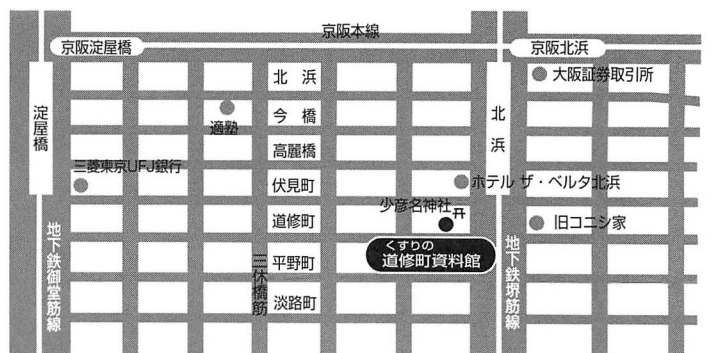 京阪本線
京阪淀屋橋
京阪北浜
北浜
大阪証券取引所
淀屋橋
適塾
今橋
北浜
高麗橋
三菱東京UFJ銀行
伏見町
ホテル ザ・ベルタ北浜
少彦名神社
道修町
旧コニシ家
くすりの
道修町資料館
地下鉄御堂筋線
三休橋筋
平野町
地下鉄堺筋線
淡路町